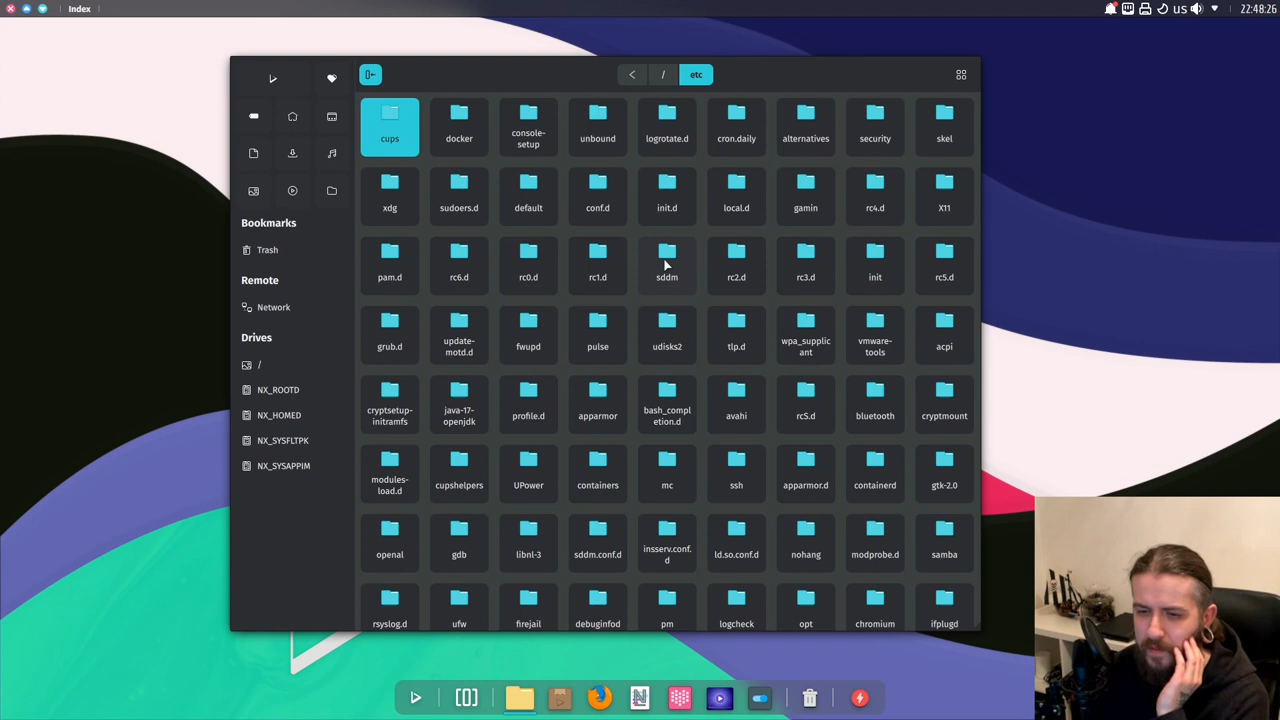 Index
us
22:48:26
<
/
etc
cups
docker
console-
setup
unbound
logrotate.d
cron.daily
alternatives
security
skel
xdg
sudoers.d
default
conf.d
init.d
local.d
gamin
rc4.d
X11
pam.d
rc6.d
rc0.d
rc1.d
sddm
rc2.d
rc3.d
init
rc5.d
grub.d
update-
motd.d
fwupd
pulse
udisks2
tlp.d
wpa_supplic
ant
vmware-
tools
acpi
cryptsetup-
initramfs
java-17-
openjdk
profile.d
apparmor
bash_compl
etion.d
avahi
rcS.d
bluetooth
cryptmount
modules-
load.d
cupshelpers
UPower
containers
mc
ssh
apparmor.d
containerd
gtk-2.0
openal
gdb
libnl-3
sddm.conf.d
insserv.conf.
d
ld.so.conf.d
nohang
modprobe.d
samba
rsyslog.d
ufw
firejail
debuginfod
pm
logcheck
opt
chromium
ifplugd
Bookmarks
Trash
Remote
Network
Drives
/
NX_ROOTD
NX_HOMED
NX_SYSFLTPK
NX_SYSAPPIM